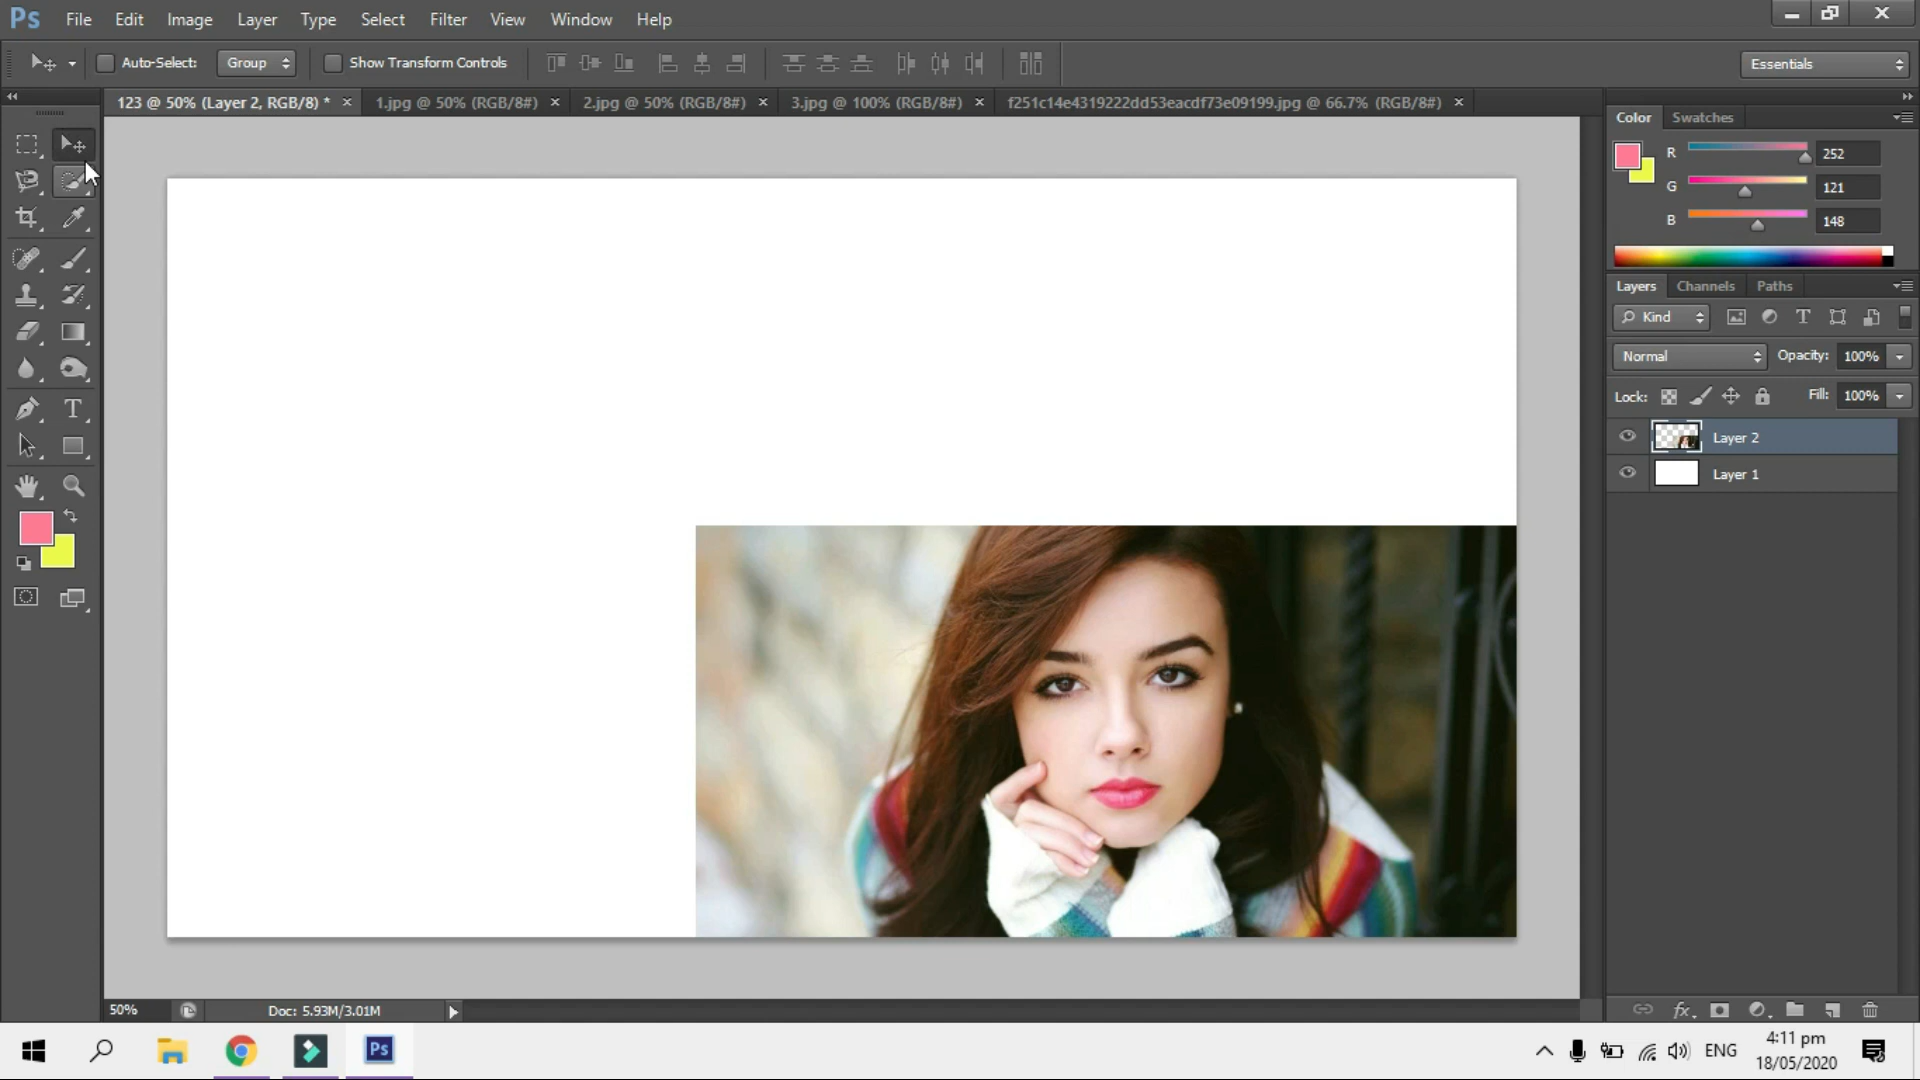 Ps File Edit Image Layer Type Select Filter View Window Help
Auto-Select: Group Show Transform Controls Essentials
123 @ 50% (Layer 2, RGB/8) * × 1.jpg @ 50% (RGB/8#) × 2.jpg @ 50% (RGB/8#) × 3.jpg @ 100% (RGB/8#) × f251c14e4319222dd53eacdf73e09199.jpg @ 66.7% (RGB/8#) ×
Color Swatches
R 252
G 121
B 148
Layers Channels Paths
Kind
Normal Opacity: 100%
Lock: Fill: 100%
Layer 2
Layer 1
50% Doc: 5.93M/3.01M
fx
Ps ENG 4:11 pm
18/05/2020